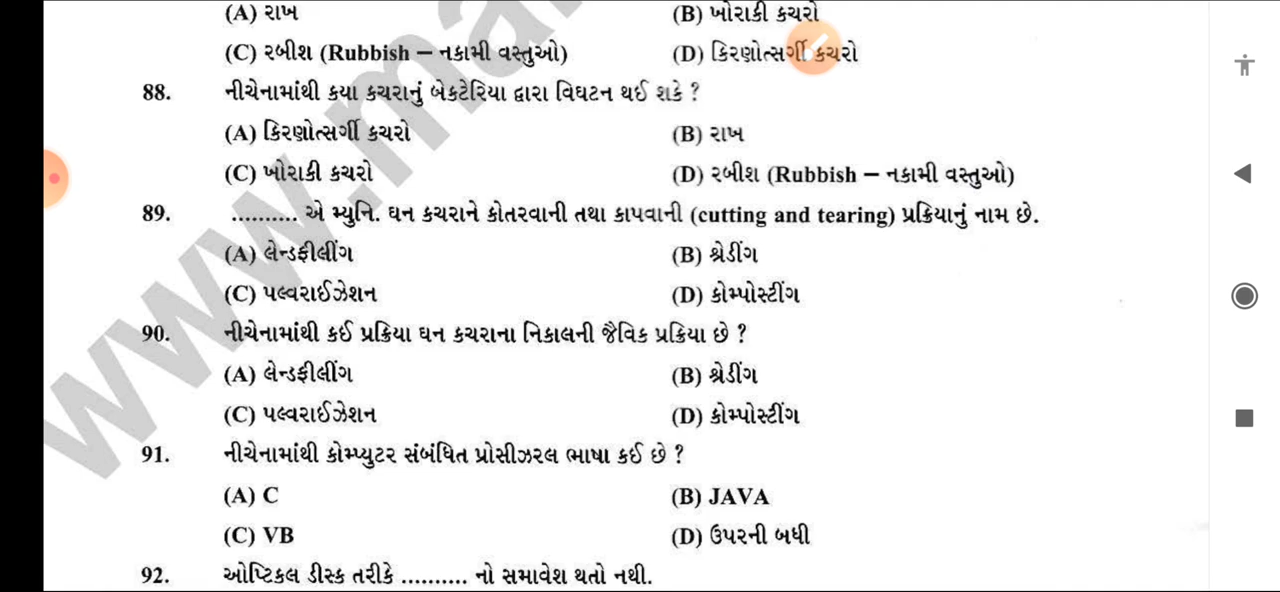 (A) રાખ (B) ખોરાકી કચરો
(C) રબીશ (Rubbish – નકામી વસ્તુઓ) (D) કિરણોત્સર્ગી કચરો
88. નીચેનામાંથી કયા કચરાનું બેકટેરિયા દ્વારા વિઘટન થઈ શકે ?
(A) કિરણોત્સર્ગી કચરો (B) રાખ
(C) ખોરાકી કચરો (D) રબીશ (Rubbish – નકામી વસ્તુઓ)
89. .......... એ મ્યુનિ. ઘન કચરાને કોતરવાની તથા કાપવાની (cutting and tearing) પ્રક્રિયાનું નામ છે.
(A) લેન્ડફીલીંગ (B) શ્રેડીંગ
(C) પલ્વરાઈઝેશન (D) કોમ્પોસ્ટીંગ
90. નીચેનામાંથી કઈ પ્રક્રિયા ઘન કચરાના નિકાલની જૈવિક પ્રક્રિયા છે ?
(A) લેન્ડફીલીંગ (B) શ્રેડીંગ
(C) પલ્વરાઈઝેશન (D) કોમ્પોસ્ટીંગ
91. નીચેનામાંથી કોમ્પ્યુટર સંબંધિત પ્રોસીઝરલ ભાષા કઈ છે ?
(A) C (B) JAVA
(C) VB (D) ઉપરની બધી
92. ઓપ્ટિકલ ડીસ્ક તરીકે .......... નો સમાવેશ થતો નથી.
www.ma